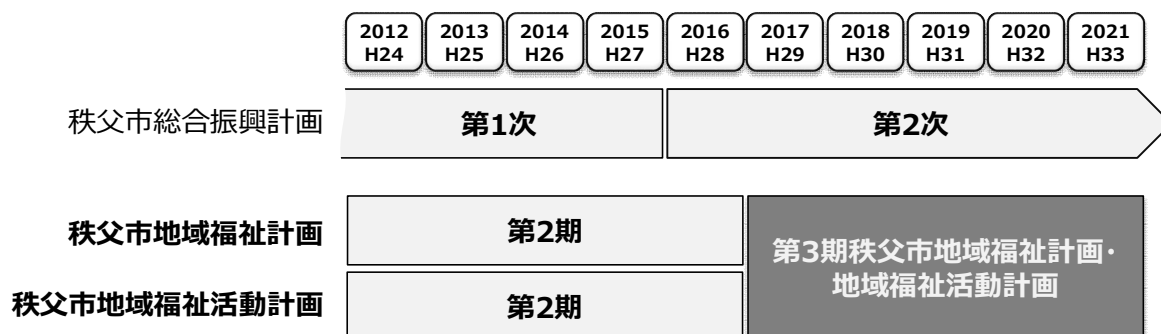 2012 2013 2014 2015 2016 2017 2018 2019 2020 2021
H24 H25 H26 H27 H28 H29 H30 H31 H32 H33
秩父市総合振興計画 第1次 第2次
秩父市地域福祉計画 第2期
第3期秩父市地域福祉計画・
地域福祉活動計画
秩父市地域福祉活動計画 第2期